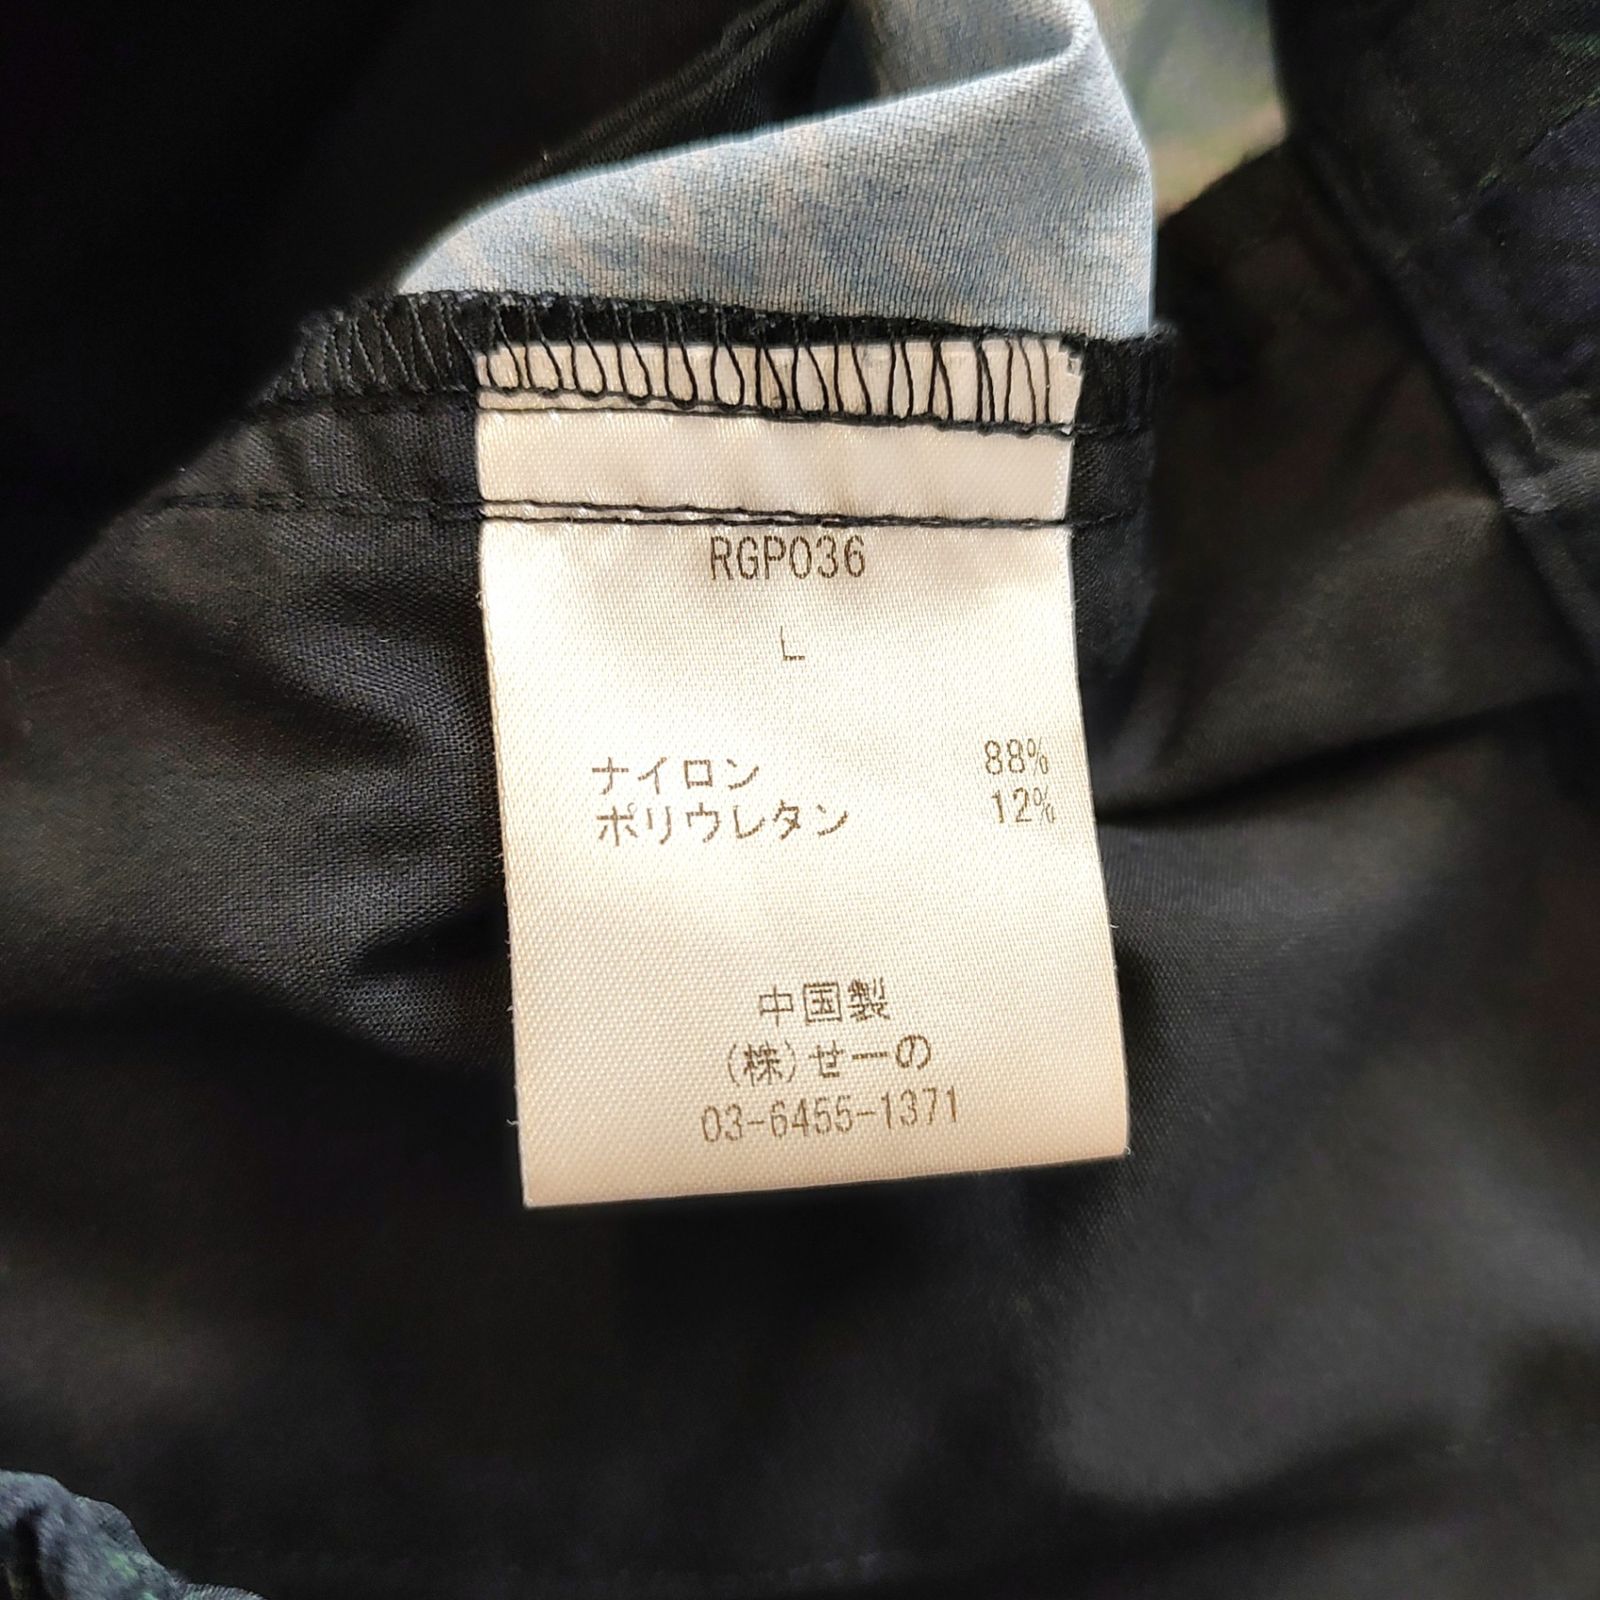 RGP036
L
ナイロン 88%
ポリウレタン 12%
中国製
(株)せーの
03-6455-1371